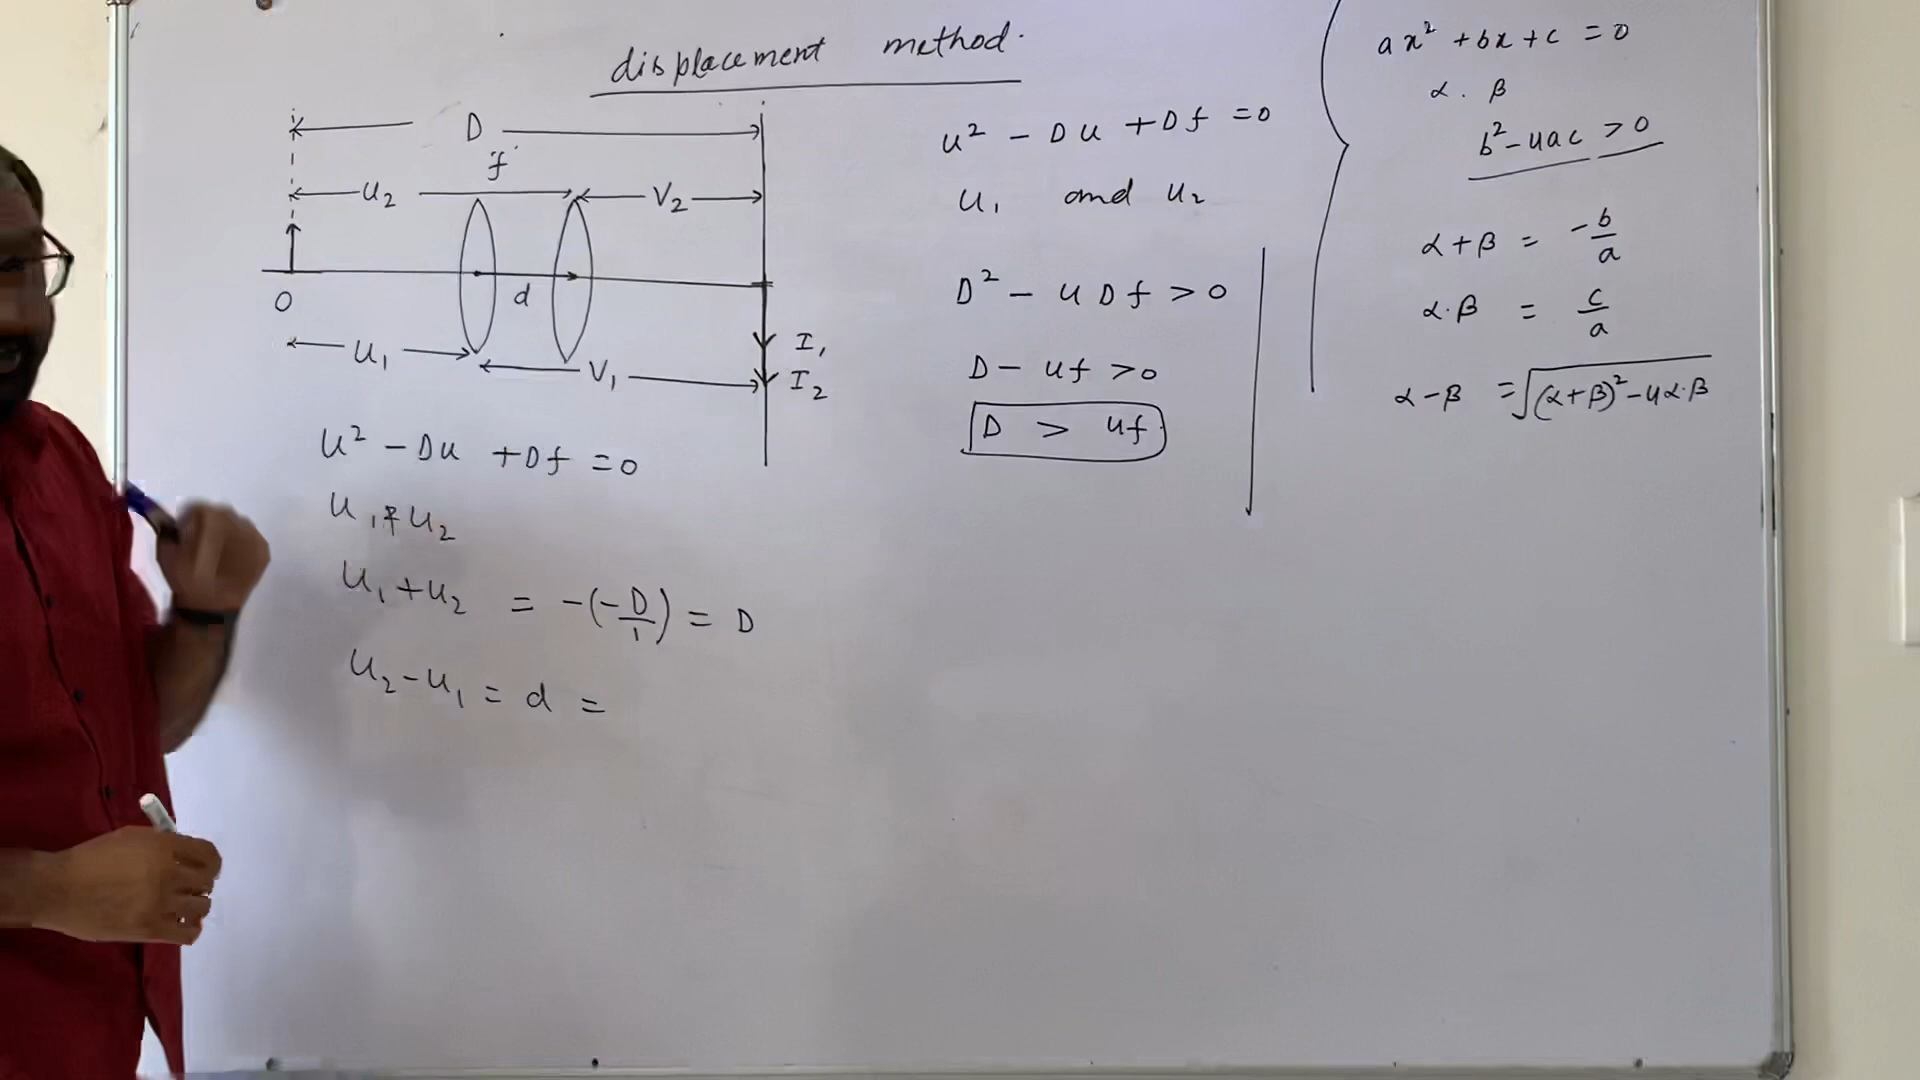 displacement method.
D
f
u₂ V₂
d
O
u₁ V₁
I₁
I₂
u² - Du + Df = 0
u₁ & u₂
u₁ + u₂ = -(-D/1) = D
u₂ - u₁ = d =
u² - Du + Df = 0
u₁ and u₂
D² - 4Df > 0
D - 4f > 0
D > 4f
ax² + bx + c = 0
α . β
b² - 4ac > 0
α + β = -b/a
α·β = c/a
α - β = √(α+β)² - 4α·β